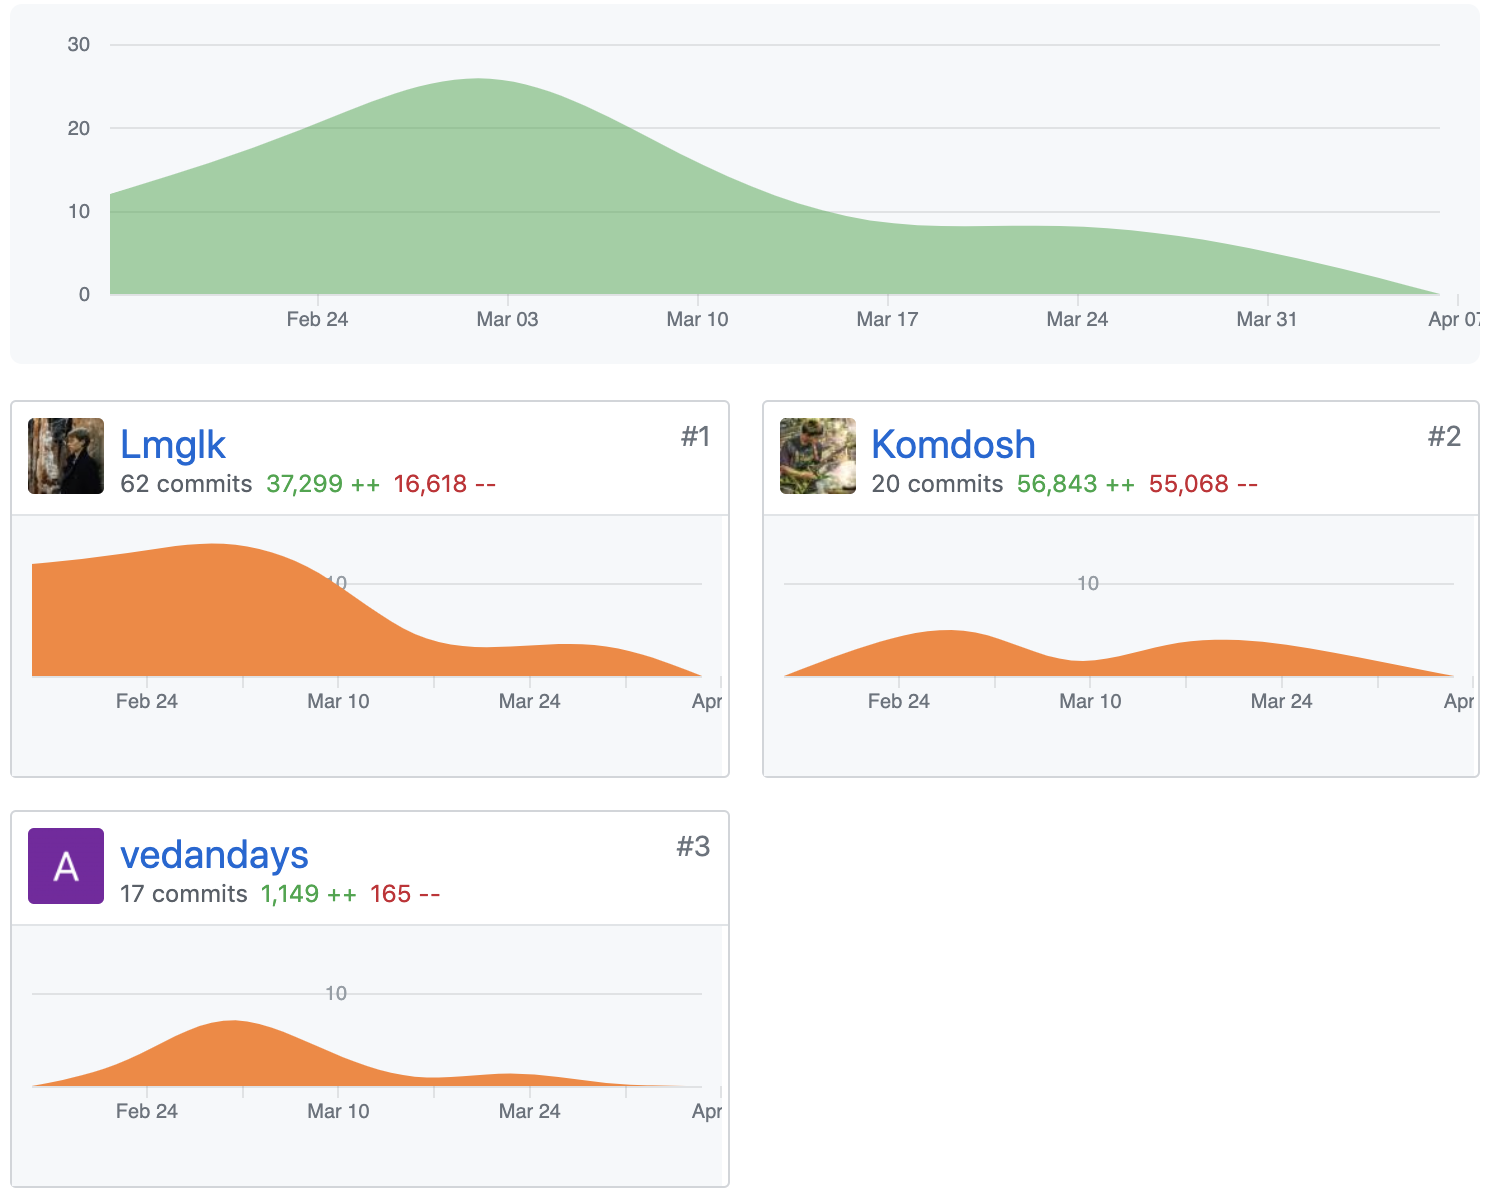 30
20
10
0
Feb 24 Mar 03 Mar 10 Mar 17 Mar 24 Mar 31 Apr 07
Lmglk #1
62 commits 37,299 ++ 16,618 --
10
Feb 24 Mar 10 Mar 24 Apr
Komdosh #2
20 commits 56,843 ++ 55,068 --
10
Feb 24 Mar 10 Mar 24 Apr
A vedandays #3
17 commits 1,149 ++ 165 --
10
Feb 24 Mar 10 Mar 24 Apr